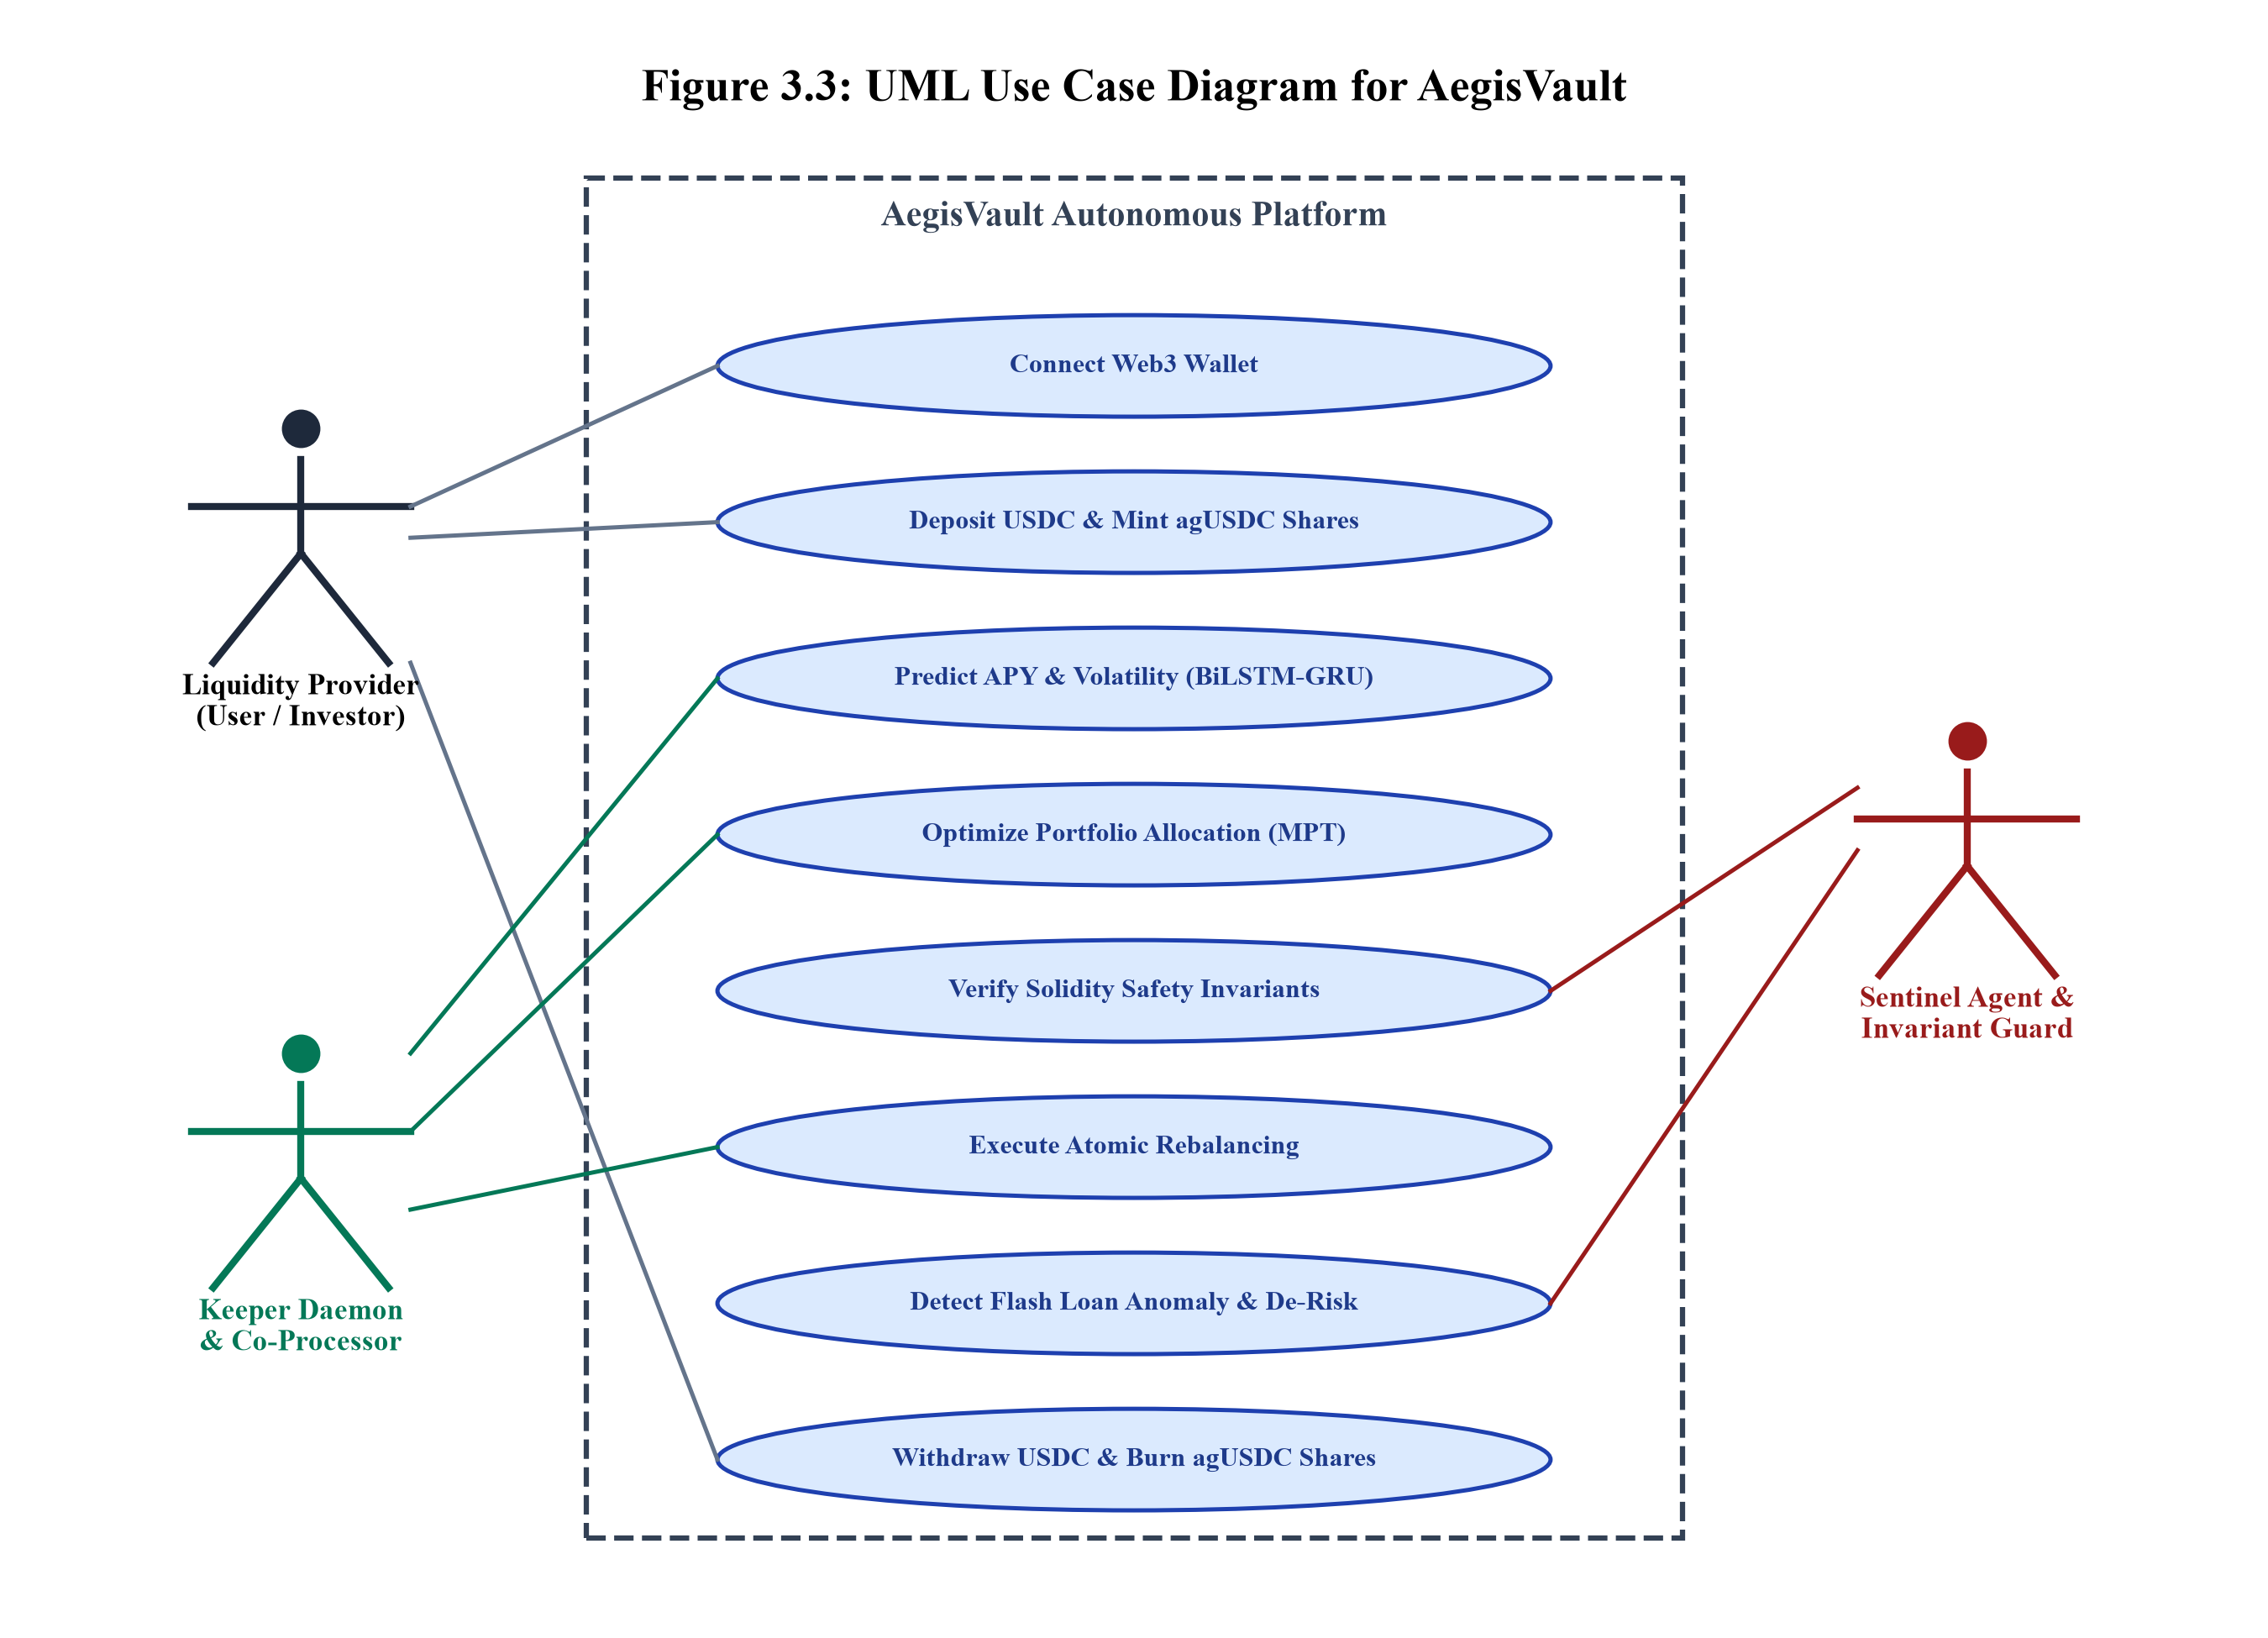 Figure 3.3: UML Use Case Diagram for AegisVault
AegisVault Autonomous Platform
Connect Web3 Wallet
Deposit USDC & Mint agUSDC Shares
Predict APY & Volatility (BiLSTM-GRU)
Optimize Portfolio Allocation (MPT)
Verify Solidity Safety Invariants
Execute Atomic Rebalancing
Detect Flash Loan Anomaly & De-Risk
Withdraw USDC & Burn agUSDC Shares
Liquidity Provider
(User / Investor)
Keeper Daemon
& Co-Processor
Sentinel Agent &
Invariant Guard